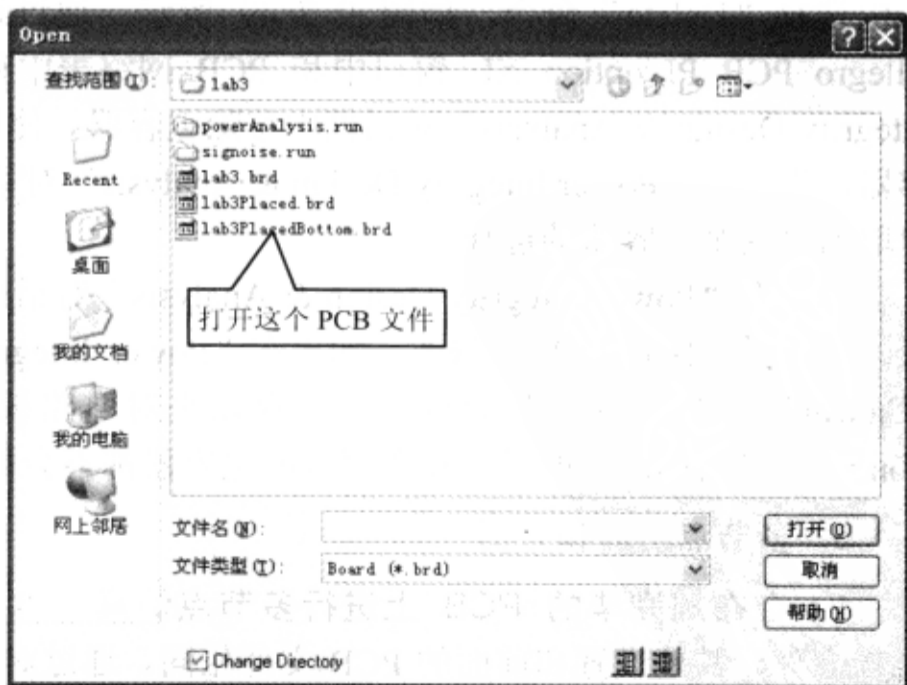 Open
查找范围(I): lab3
powerAnalysis.run
signoise.run
lab3.brd
lab3Placed.brd
lab3PlacedBottom.brd
打开这个 PCB 文件
Recent
桌面
我的文档
我的电脑
网上邻居
文件名(N):
打开(O)
文件类型(T): Board (*.brd)
取消
帮助(H)
Change Directory